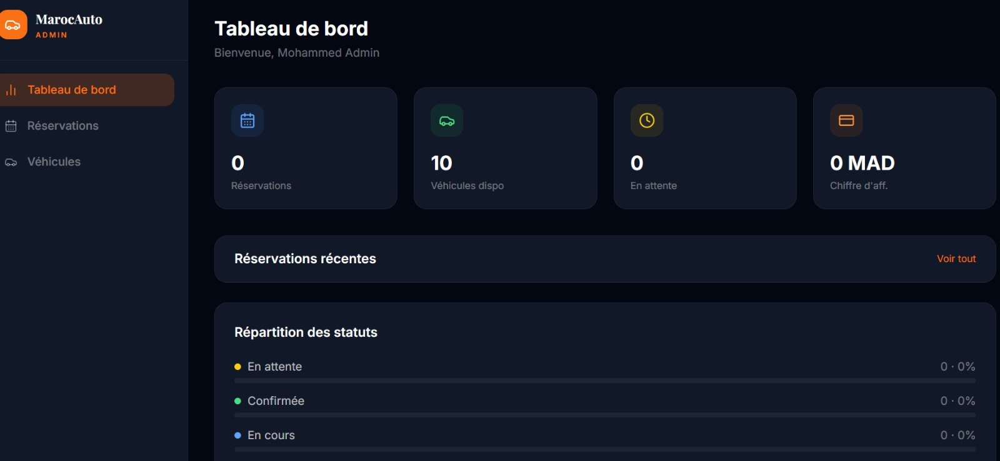 MarocAuto
ADMIN
Tableau de bord
Réservations
Véhicules
Tableau de bord
Bienvenue, Mohammed Admin
0
Réservations
10
Véhicules dispo
0
En attente
0 MAD
Chiffre d'aff.
Réservations récentes
Voir tout
Répartition des statuts
En attente
0 · 0%
Confirmée
0 · 0%
En cours
0 · 0%